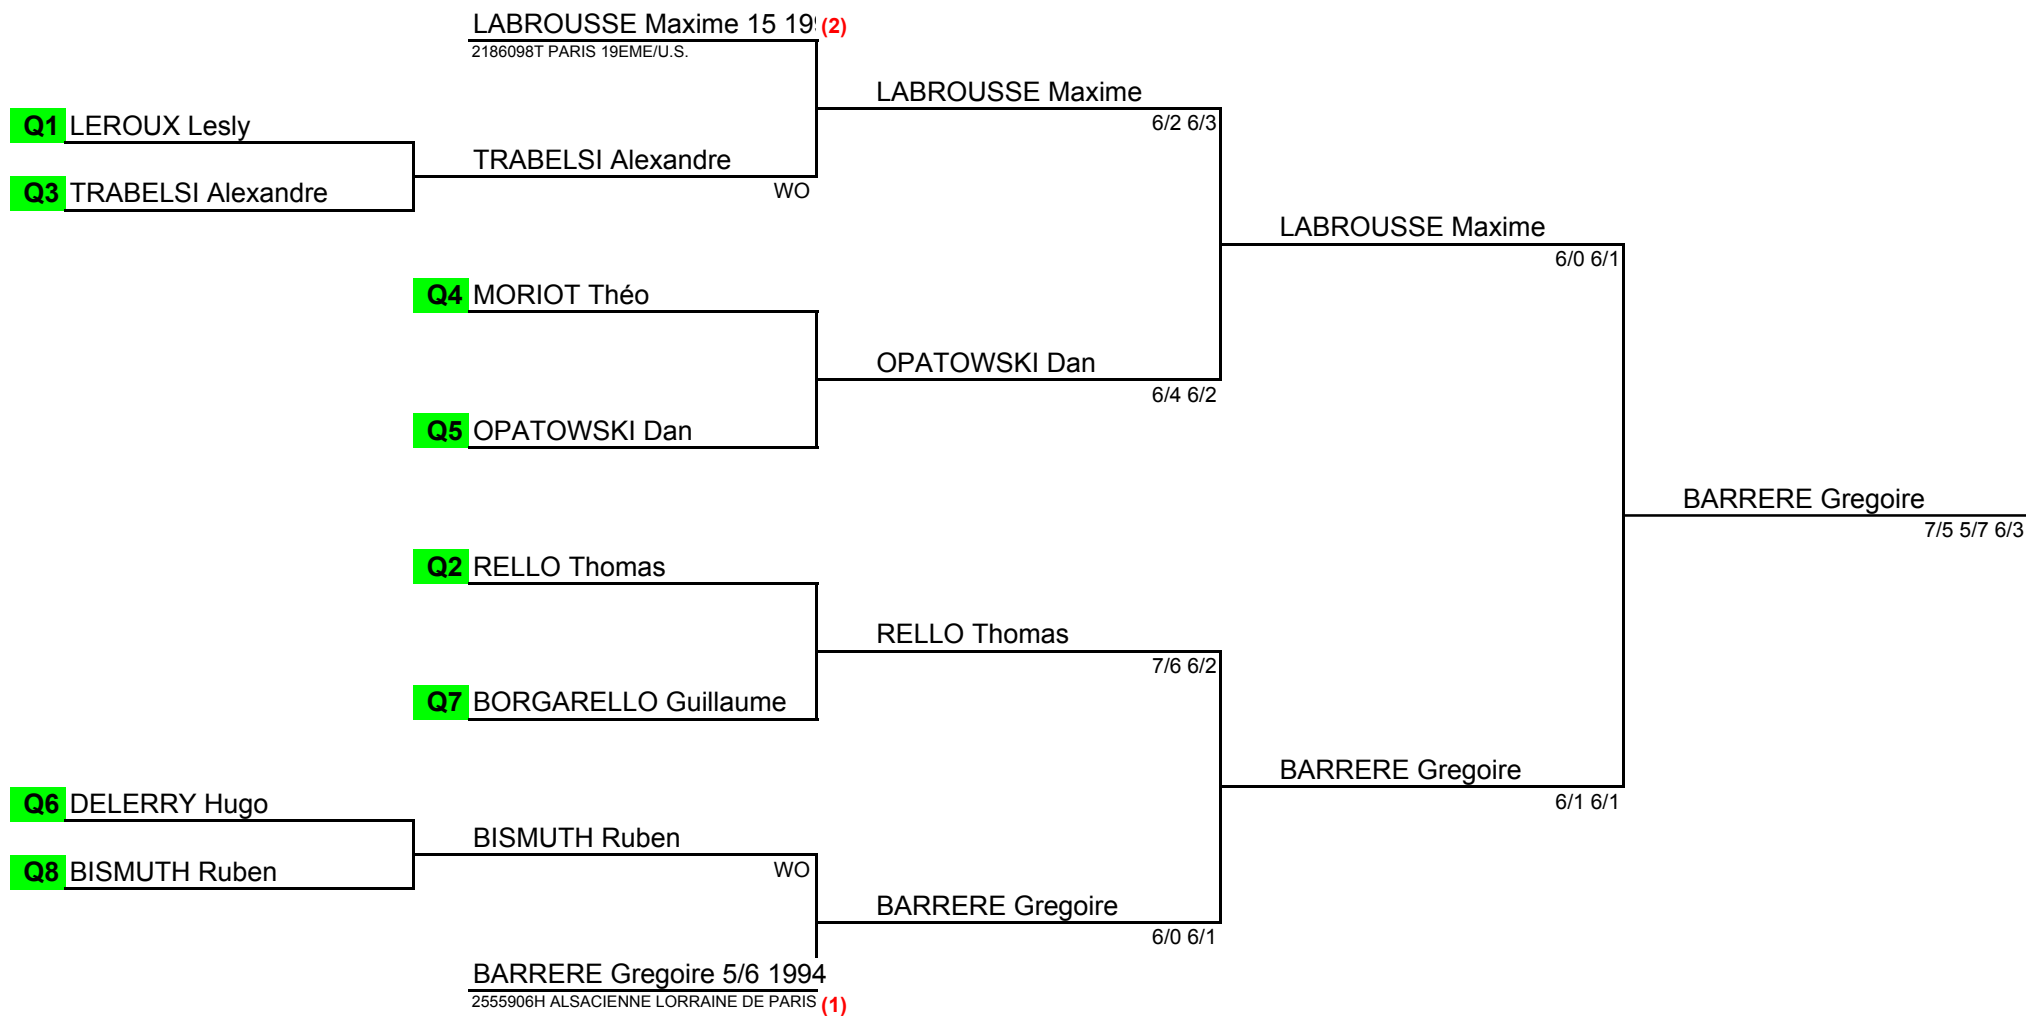 LABROUSSE Maxime 15 19 (2)
2186098T PARIS 19EME/U.S.
LABROUSSE Maxime
6/2 6/3
Q1 LEROUX Lesly
TRABELSI Alexandre
WO
Q3 TRABELSI Alexandre
LABROUSSE Maxime
6/0 6/1
Q4 MORIOT Théo
OPATOWSKI Dan
6/4 6/2
Q5 OPATOWSKI Dan
BARRERE Gregoire
7/5 5/7 6/3
Q2 RELLO Thomas
RELLO Thomas
7/6 6/2
Q7 BORGARELLO Guillaume
BARRERE Gregoire
6/1 6/1
Q6 DELERRY Hugo
BISMUTH Ruben
WO
Q8 BISMUTH Ruben
BARRERE Gregoire
6/0 6/1
BARRERE Gregoire 5/6 1994
2555906H ALSACIENNE LORRAINE DE PARIS (1)